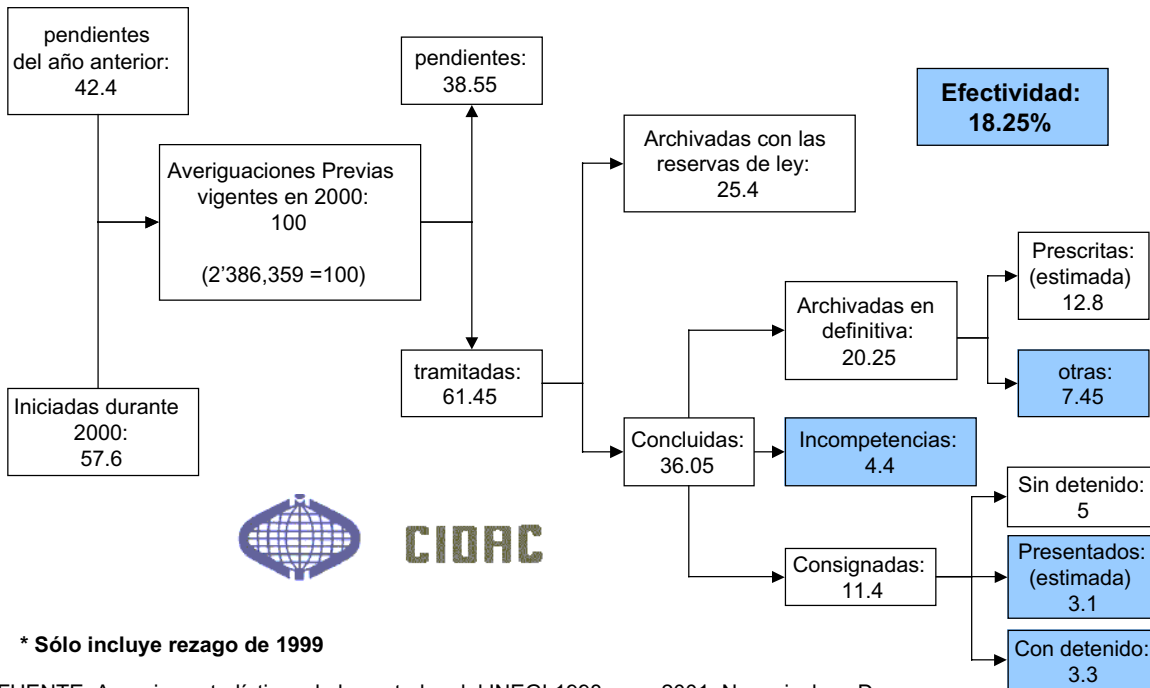 pendientes
del año anterior:
42.4
pendientes:
38.55
Efectividad:
18.25%
Archivadas con las
reservas de ley:
25.4
Averiguaciones Previas
vigentes en 2000:
100
(2’386,359 =100)
Prescritas:
(estimada)
12.8
Archivadas en
definitiva:
20.25
tramitadas:
61.45
otras:
7.45
Iniciadas durante
2000:
57.6
Concluidas:
36.05
Incompetencias:
4.4
Sin detenido:
5
CIDAC
Consignadas:
11.4
Presentados:
(estimada)
3.1
* Sólo incluye rezago de 1999
Con detenido:
3.3